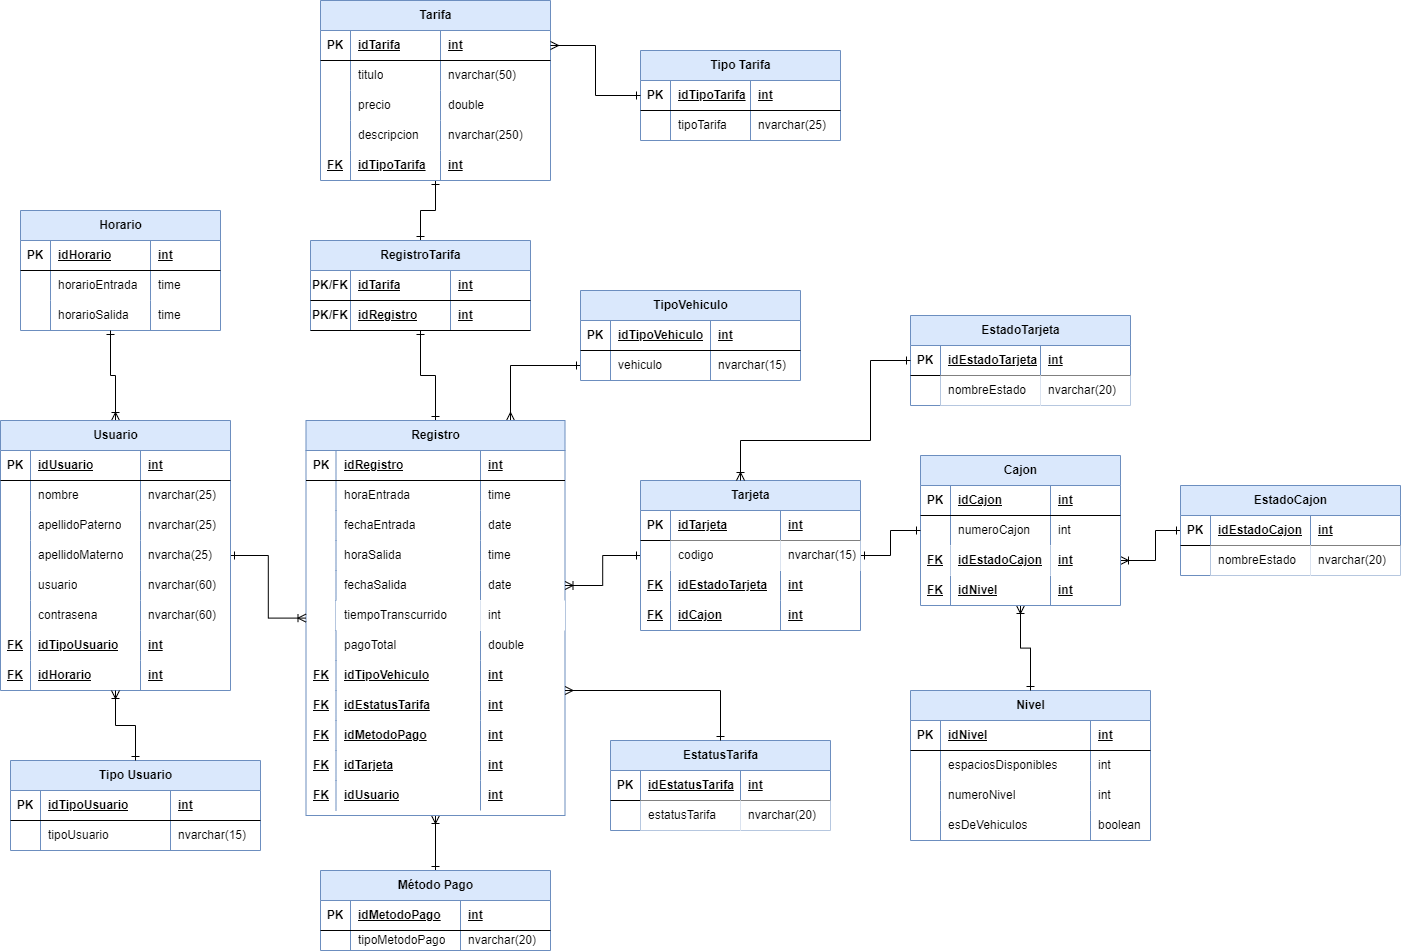 Tarifa
PK idTarifa int
titulo nvarchar(50)
precio double
descripcion nvarchar(250)
FK idTipoTarifa int
Tipo Tarifa
PK idTipoTarifa int
tipoTarifa nvarchar(25)
Horario
PK idHorario int
horarioEntrada time
horarioSalida time
RegistroTarifa
PK/FK idTarifa int
PK/FK idRegistro int
TipoVehiculo
PK idTipoVehiculo int
vehiculo nvarchar(15)
EstadoTarjeta
PK idEstadoTarjeta int
nombreEstado nvarchar(20)
Usuario
PK idUsuario int
nombre nvarchar(25)
apellidoPaterno nvarchar(25)
apellidoMaterno nvarcha(25)
usuario nvarchar(60)
contrasena nvarchar(60)
FK idTipoUsuario int
FK idHorario int
Registro
PK idRegistro int
horaEntrada time
fechaEntrada date
horaSalida time
fechaSalida date
tiempoTranscurrido int
pagoTotal double
FK idTipoVehiculo int
FK idEstatusTarifa int
FK idMetodoPago int
FK idTarjeta int
FK idUsuario int
Tarjeta
PK idTarjeta int
codigo nvarchar(15)
FK idEstadoTarjeta int
FK idCajon int
Cajon
PK idCajon int
numeroCajon int
FK idEstadoCajon int
FK idNivel int
EstadoCajon
PK idEstadoCajon int
nombreEstado nvarchar(20)
Nivel
PK idNivel int
espaciosDisponibles int
numeroNivel int
esDeVehiculos boolean
EstatusTarifa
PK idEstatusTarifa int
estatusTarifa nvarchar(20)
Tipo Usuario
PK idTipoUsuario int
tipoUsuario nvarchar(15)
Método Pago
PK idMetodoPago int
tipoMetodoPago nvarchar(20)